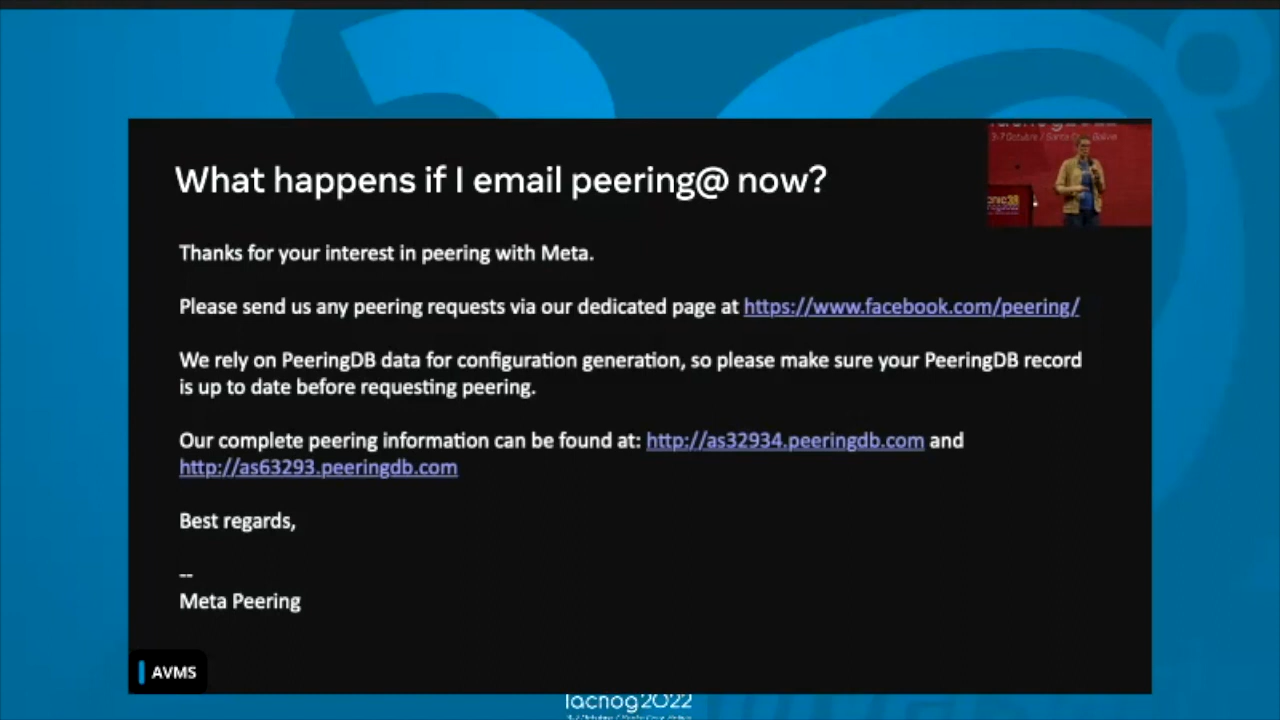 What happens if I email peering@ now?
Thanks for your interest in peering with Meta.
Please send us any peering requests via our dedicated page at https://www.facebook.com/peering/
We rely on PeeringDB data for configuration generation, so please make sure your PeeringDB record
is up to date before requesting peering.
Our complete peering information can be found at: http://as32934.peeringdb.com and
http://as63293.peeringdb.com
Best regards,
--
Meta Peering
AVMS
lacnog2022